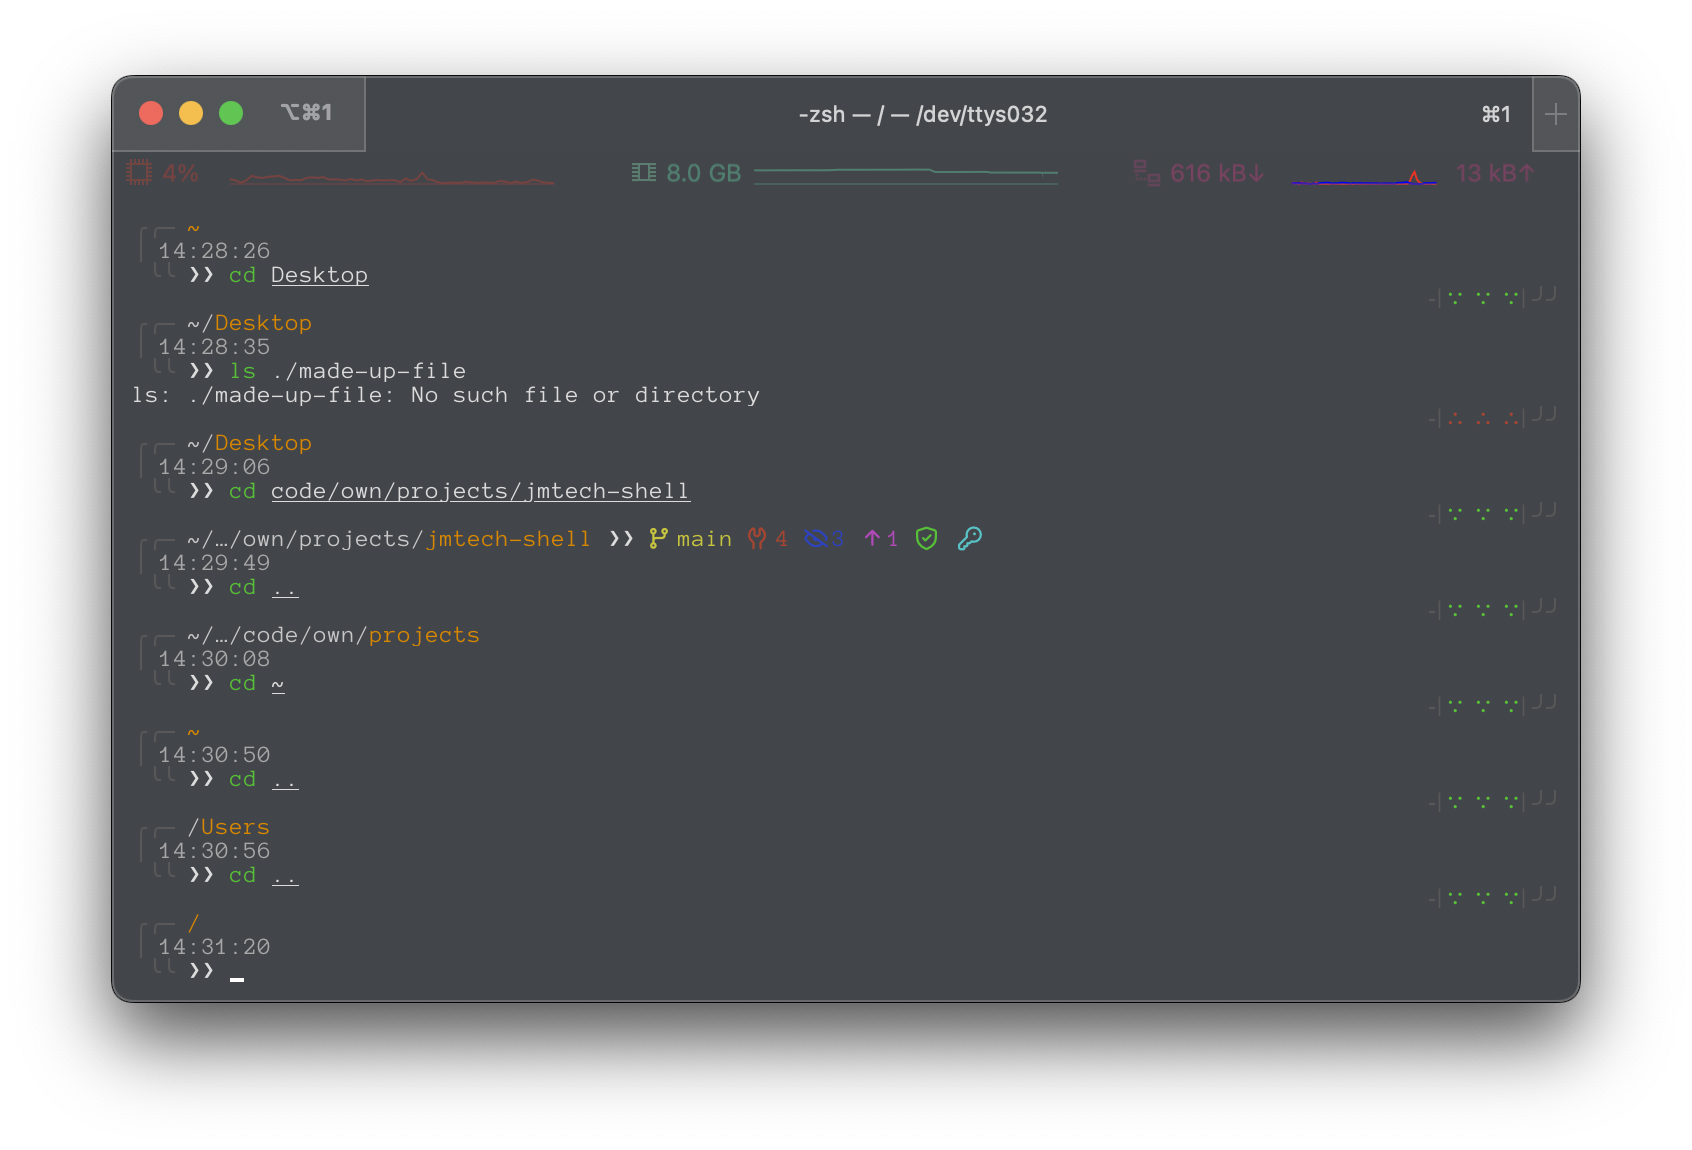 ⌥⌘1 -zsh — / — /dev/ttys032 ⌘1
4% 8.0 GB 616 kB↓ 13 kB↑
~
14:28:26
❯❯ cd Desktop
~/Desktop
14:28:35
❯❯ ls ./made-up-file
ls: ./made-up-file: No such file or directory
~/Desktop
14:29:06
❯❯ cd code/own/projects/jmtech-shell
~/…/own/projects/jmtech-shell ❯❯ main 4 3 ↑1
14:29:49
❯❯ cd ..
~/…/code/own/projects
14:30:08
❯❯ cd ~
~
14:30:50
❯❯ cd ..
/Users
14:30:56
❯❯ cd ..
/
14:31:20
❯❯